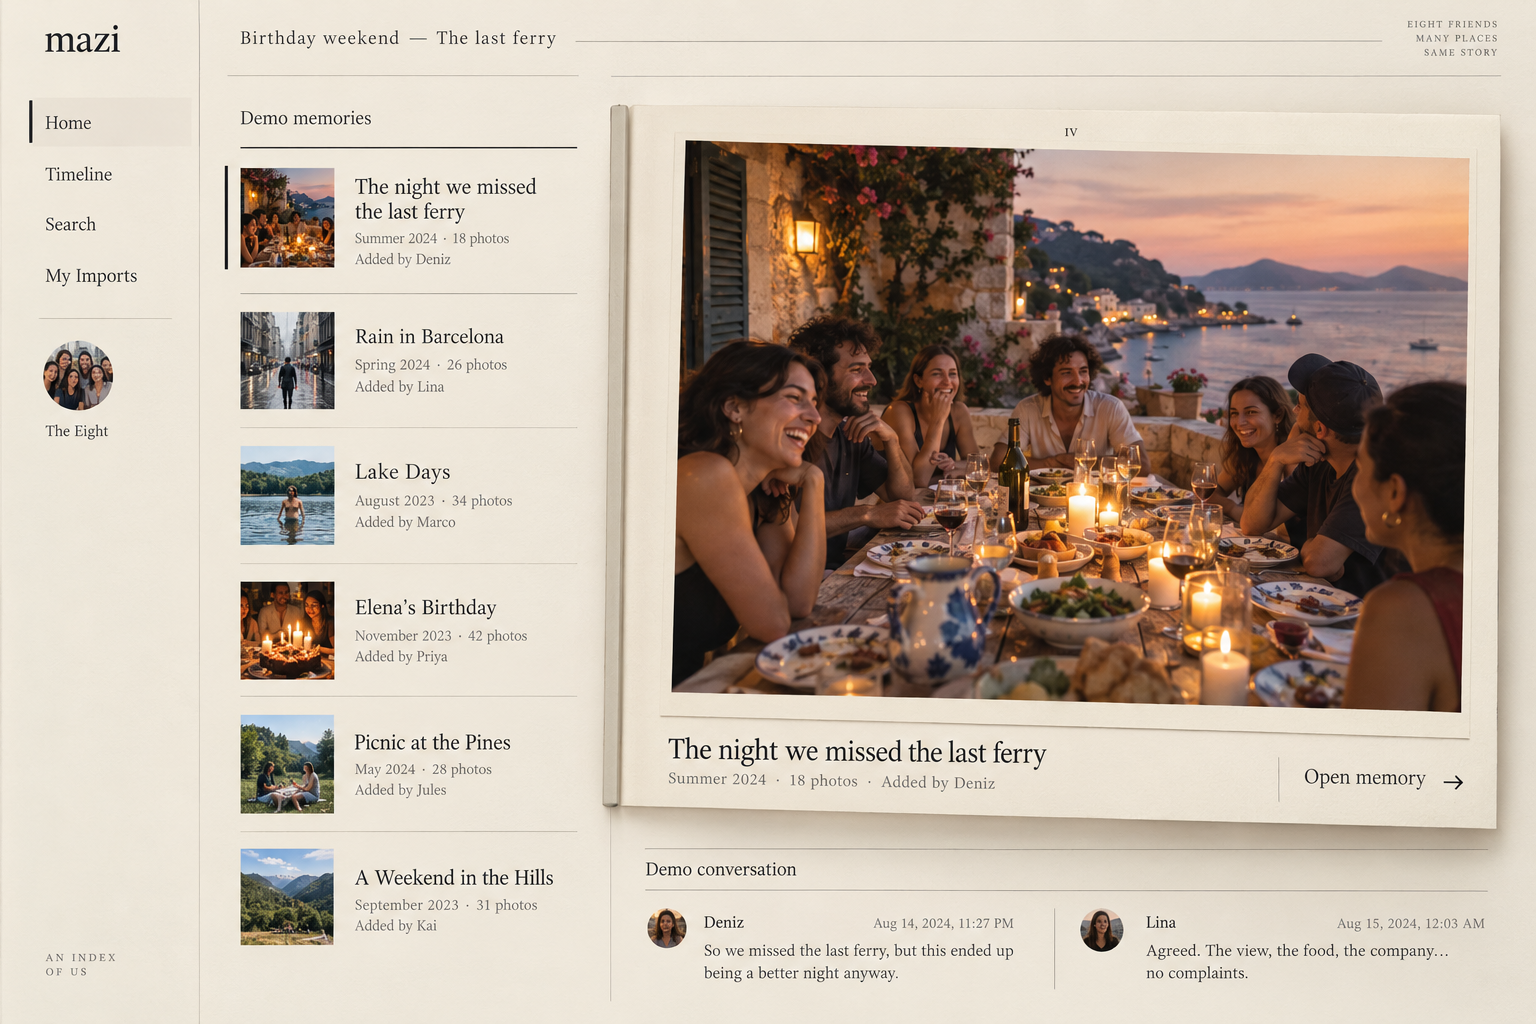 mazi
Home
Timeline
Search
My Imports
The Eight
AN INDEX
OF US
Birthday weekend — The last ferry
EIGHT FRIENDS
MANY PLACES
SAME STORY
Demo memories
The night we missed
the last ferry
Summer 2024 · 18 photos
Added by Deniz
Rain in Barcelona
Spring 2024 · 26 photos
Added by Lina
Lake Days
August 2023 · 34 photos
Added by Marco
Elena’s Birthday
November 2023 · 42 photos
Added by Priya
Picnic at the Pines
May 2024 · 28 photos
Added by Jules
A Weekend in the Hills
September 2023 · 31 photos
Added by Kai
IV
The night we missed the last ferry
Summer 2024 · 18 photos · Added by Deniz
Open memory →
Demo conversation
Deniz Aug 14, 2024, 11:27 PM
So we missed the last ferry, but this ended up
being a better night anyway.
Lina Aug 15, 2024, 12:03 AM
Agreed. The view, the food, the company…
no complaints.